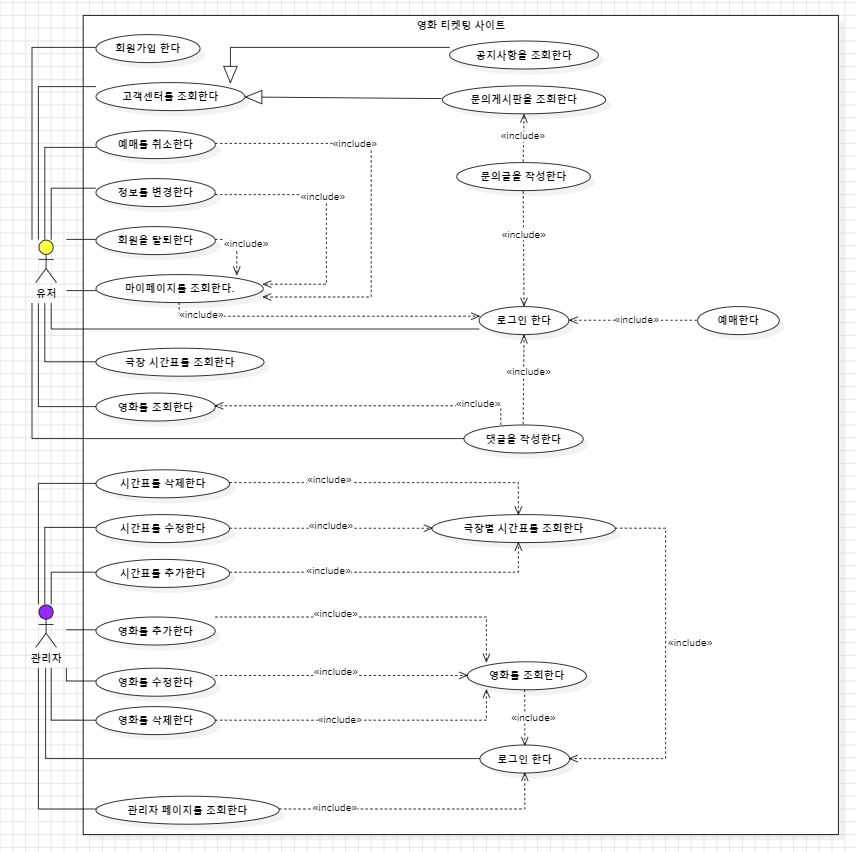 영화 티켓팅 사이트
회원가입 한다
공지사항을 조회한다
고객센터를 조회한다
문의게시판을 조회한다
«include»
예매를 취소한다
«include»
문의글을 작성한다
정보를 변경한다
«include»
«include»
회원을 탈퇴한다
«include»
유저
마이페이지를 조회한다.
«include»
로그인 한다
«include»
예매한다
극장 시간표를 조회한다
«include»
영화를 조회한다
«include»
댓글을 작성한다
시간표를 삭제한다
«include»
시간표를 수정한다
«include»
극장별 시간표를 조회한다
시간표를 추가한다
«include»
«include»
영화를 추가한다
«include»
관리자
«include»
영화를 조회한다
영화를 수정한다
영화를 삭제한다
«include»
«include»
로그인 한다
관리자 페이지를 조회한다
«include»